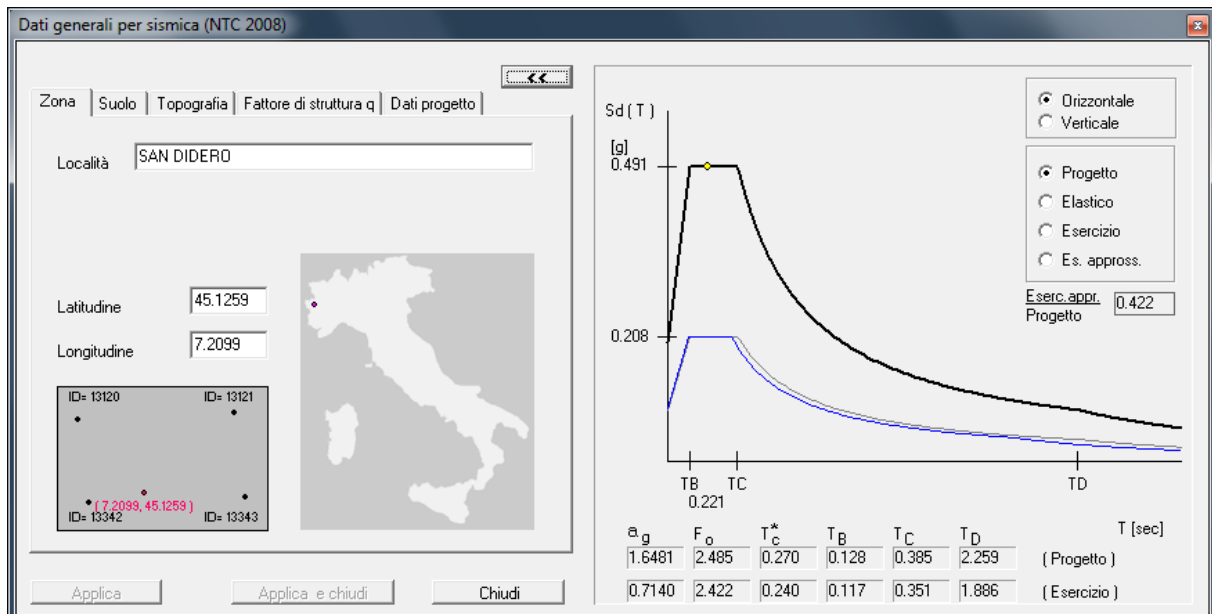 Dati generali per sismica (NTC 2008)
<<
Zona Suolo Topografia Fattore di struttura q Dati progetto
Località SAN DIDERO
Latitudine 45.1259
Longitudine 7.2099
ID= 13120 ID= 13121
( 7.2099, 45.1259 )
ID= 13342 ID= 13343
Applica Applica e chiudi Chiudi
Sd ( T )
[g]
0.491
0.208
TB TC TD
0.221
T [sec]
Orizzontale
Verticale
Progetto
Elastico
Esercizio
Es. appross.
Eserc.appr. 0.422
Progetto
ag Fo Tc* TB TC TD
1.6481 2.485 0.270 0.128 0.385 2.259 ( Progetto )
0.7140 2.422 0.240 0.117 0.351 1.886 ( Esercizio )